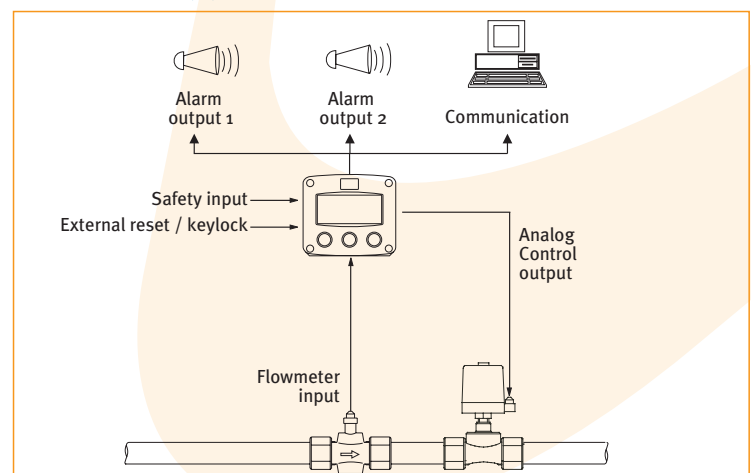 Alarm
output 1
Alarm
output 2
Communication
Safety input
External reset / keylock
Analog
Control
output
Flowmeter
input